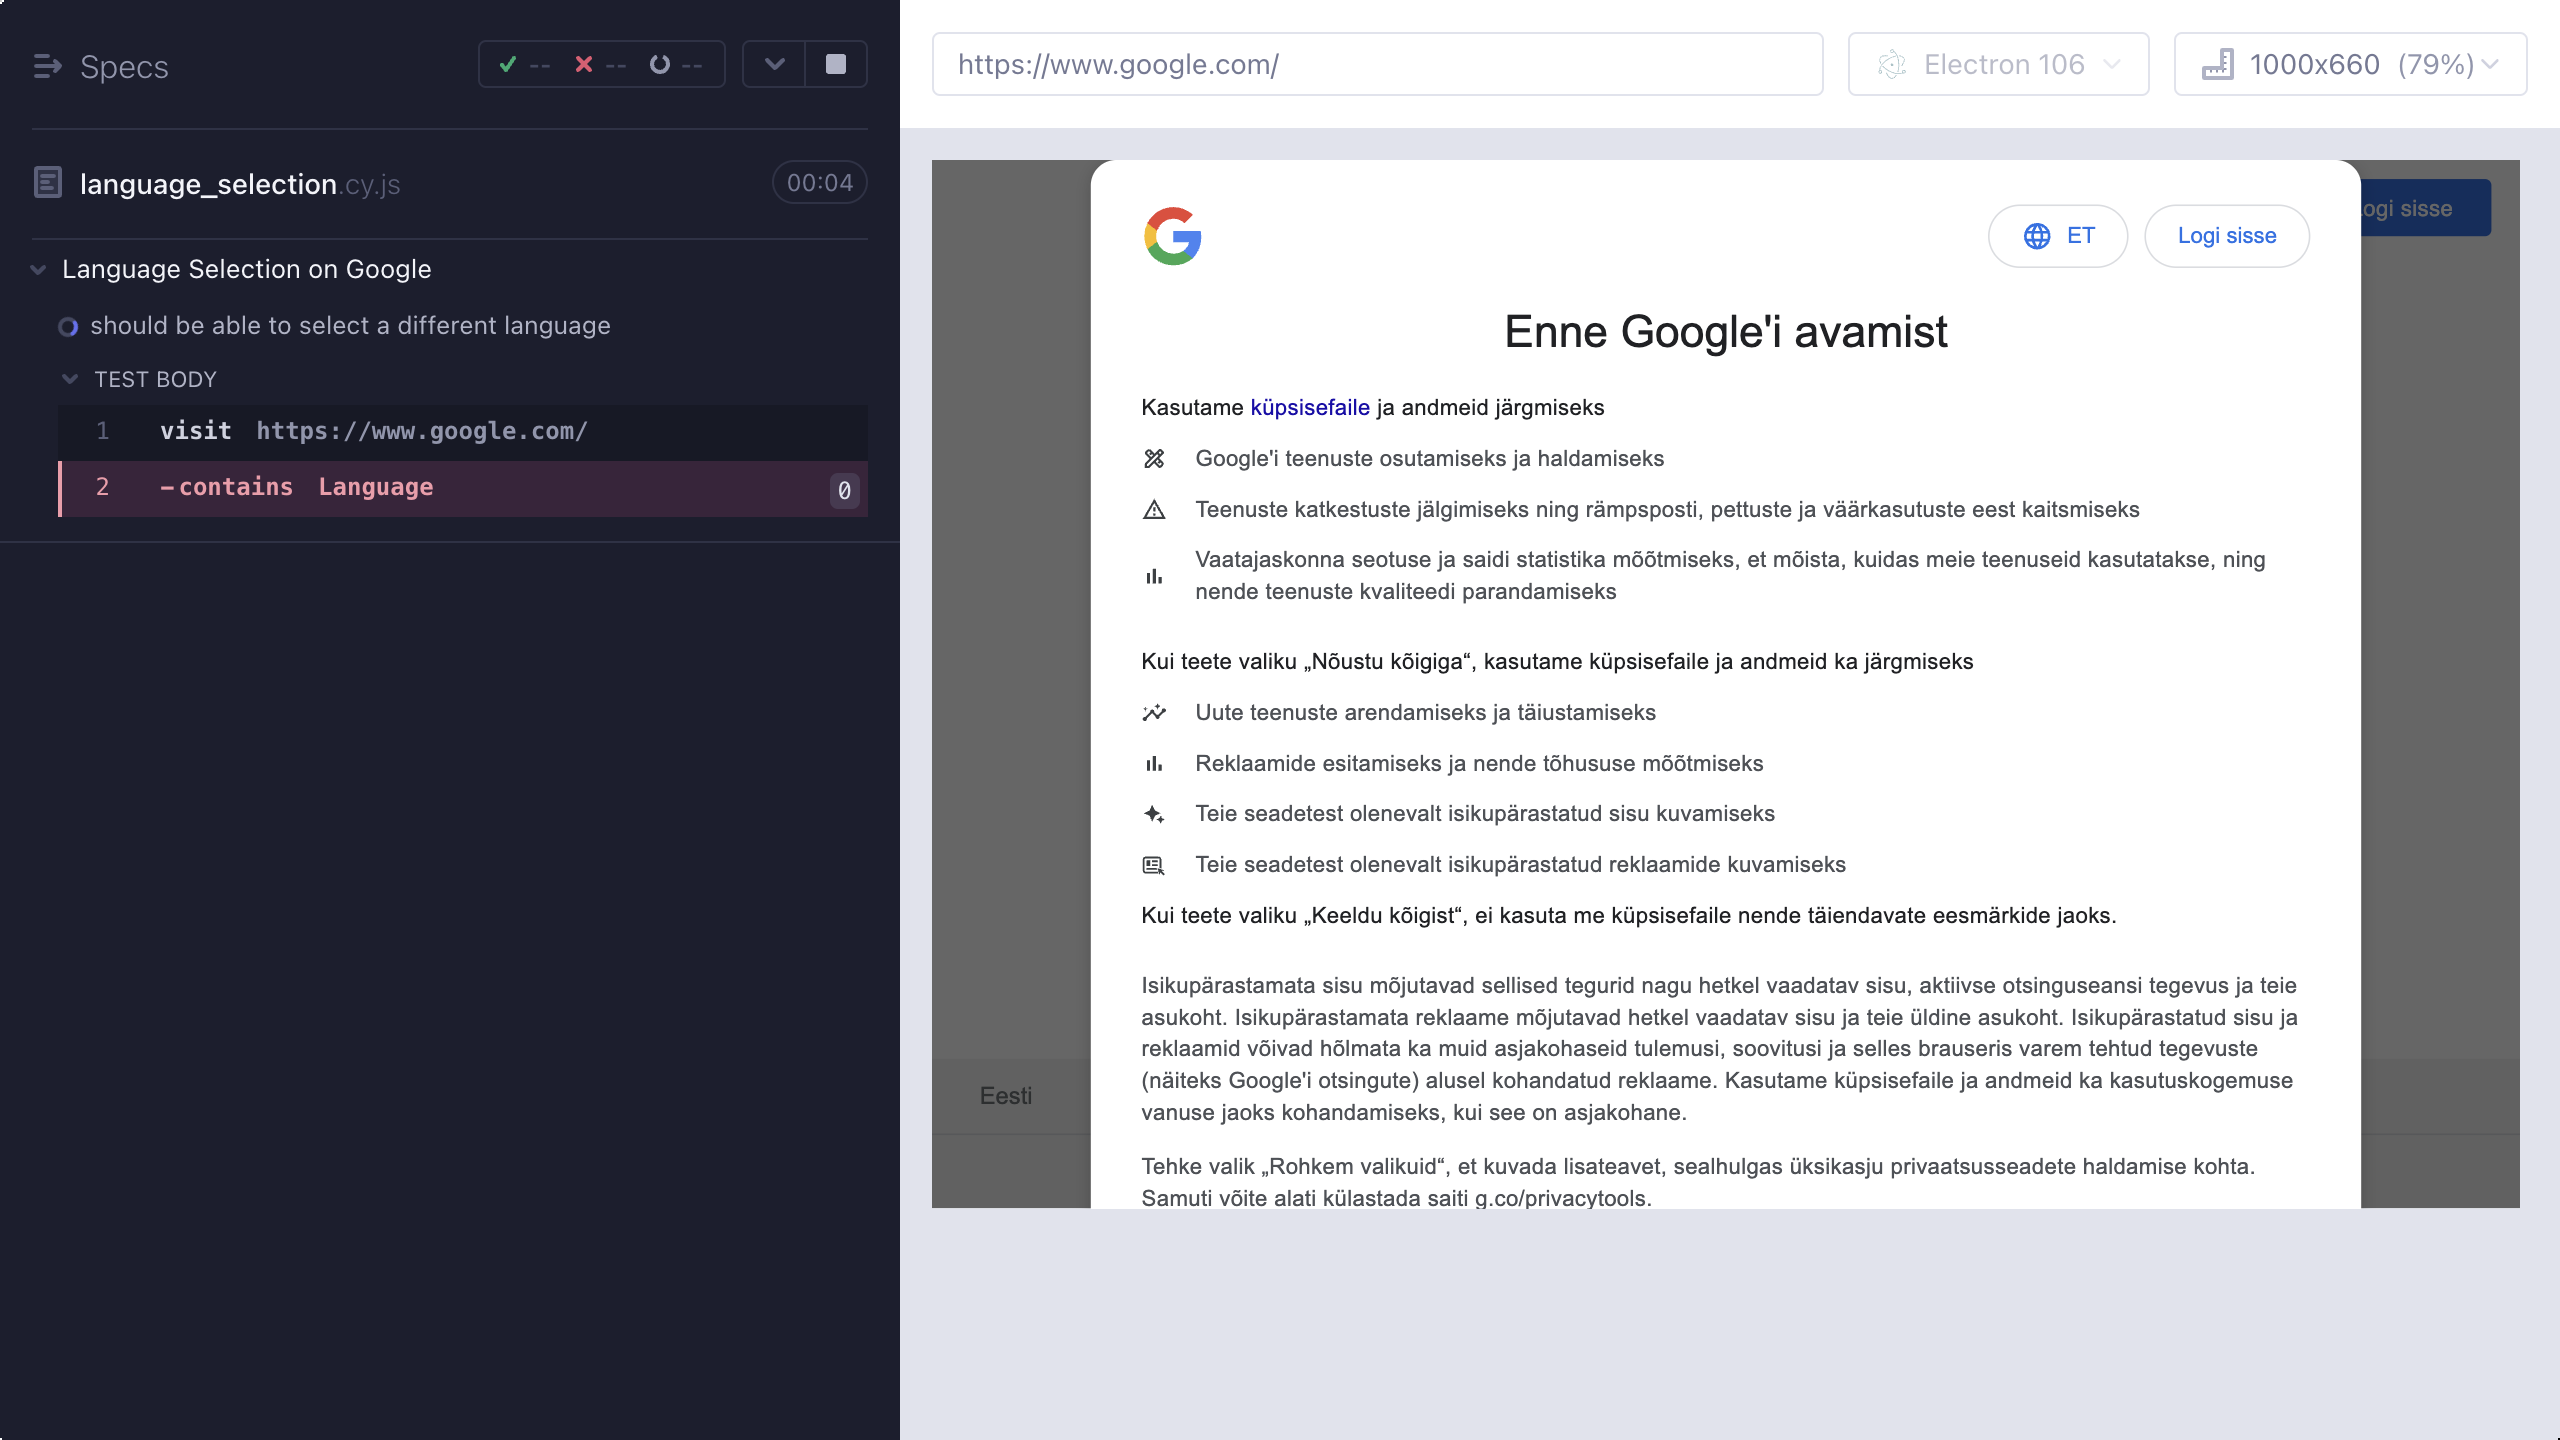 Specs
-- -- --
language_selection.cy.js
00:04
Language Selection on Google
should be able to select a different language
TEST BODY
1 visit https://www.google.com/
2 -contains Language 0
https://www.google.com/
Electron 106
1000x660 (79%)
ogi sisse
ET
Logi sisse
Enne Google'i avamist
Kasutame küpsisefaile ja andmeid järgmiseks
Google'i teenuste osutamiseks ja haldamiseks
Teenuste katkestuste jälgimiseks ning rämpsposti, pettuste ja väärkasutuste eest kaitsmiseks
Vaatajaskonna seotuse ja saidi statistika mõõtmiseks, et mõista, kuidas meie teenuseid kasutatakse, ning
nende teenuste kvaliteedi parandamiseks
Kui teete valiku „Nõustu kõigiga“, kasutame küpsisefaile ja andmeid ka järgmiseks
Uute teenuste arendamiseks ja täiustamiseks
Reklaamide esitamiseks ja nende tõhususe mõõtmiseks
Teie seadetest olenevalt isikupärastatud sisu kuvamiseks
Teie seadetest olenevalt isikupärastatud reklaamide kuvamiseks
Kui teete valiku „Keeldu kõigist“, ei kasuta me küpsisefaile nende täiendavate eesmärkide jaoks.
Isikupärastamata sisu mõjutavad sellised tegurid nagu hetkel vaadatav sisu, aktiivse otsinguseansi tegevus ja teie
asukoht. Isikupärastamata reklaame mõjutavad hetkel vaadatav sisu ja teie üldine asukoht. Isikupärastatud sisu ja
reklaamid võivad hõlmata ka muid asjakohaseid tulemusi, soovitusi ja selles brauseris varem tehtud tegevuste
(näiteks Google'i otsingute) alusel kohandatud reklaame. Kasutame küpsisefaile ja andmeid ka kasutuskogemuse
vanuse jaoks kohandamiseks, kui see on asjakohane.
Eesti
Tehke valik „Rohkem valikuid“, et kuvada lisateavet, sealhulgas üksikasju privaatsusseadete haldamise kohta.
Samuti võite alati külastada saiti g.co/privacytools.